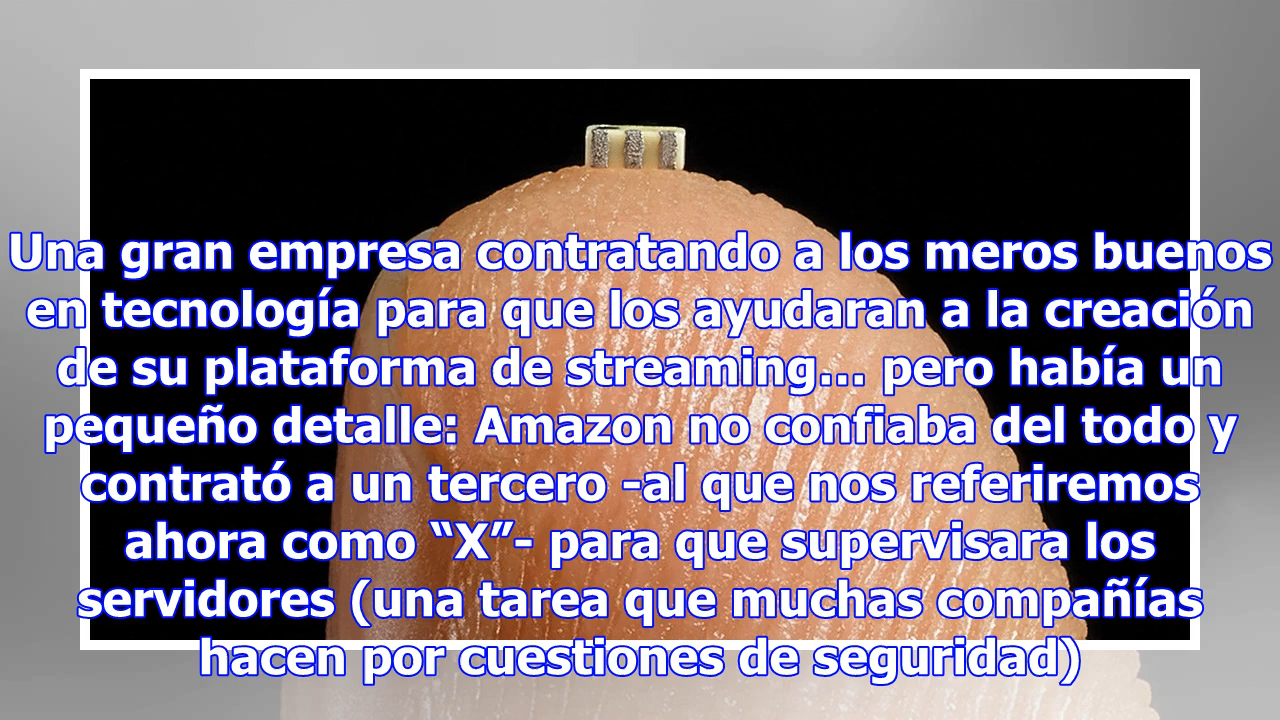 Una gran empresa contratando a los meros buenos
en tecnología para que los ayudaran a la creación
de su plataforma de streaming... pero había un
pequeño detalle: Amazon no confiaba del todo y
contrató a un tercero -al que nos referiremos
ahora como “X”- para que supervisara los
servidores (una tarea que muchas compañías
hacen por cuestiones de seguridad)